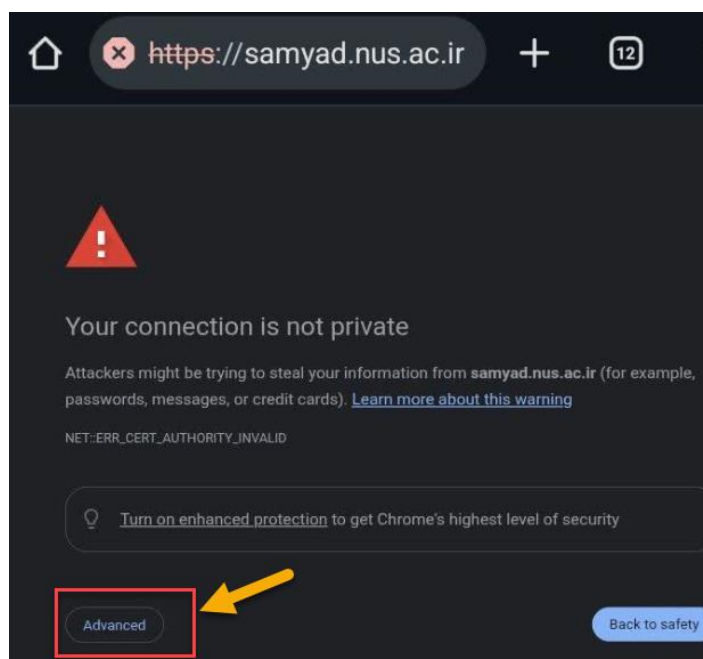 https://samyad.nus.ac.ir
12
Your connection is not private
Attackers might be trying to steal your information from samyad.nus.ac.ir (for example,
passwords, messages, or credit cards). Learn more about this warning
NET::ERR_CERT_AUTHORITY_INVALID
Turn on enhanced protection to get Chrome's highest level of security
Advanced
Back to safety